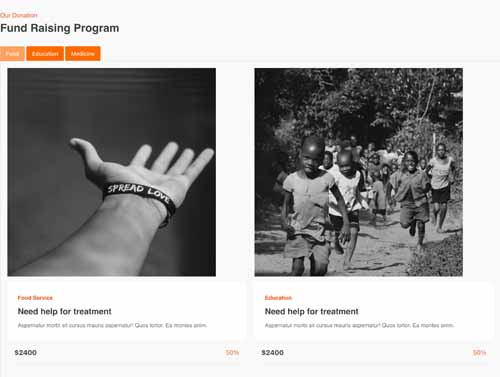 Our Donation
Fund Raising Program
Food
Education
Medicine
SPREAD LOVE
Food Service
Need help for treatment
Aspernatur morbi sit cursus mauris aspernatur! Quos tortor. Ea montes anim.
$2400
50%
Education
Need help for treatment
Aspernatur morbi sit cursus mauris aspernatur! Quos tortor. Ea montes anim.
$2400
50%